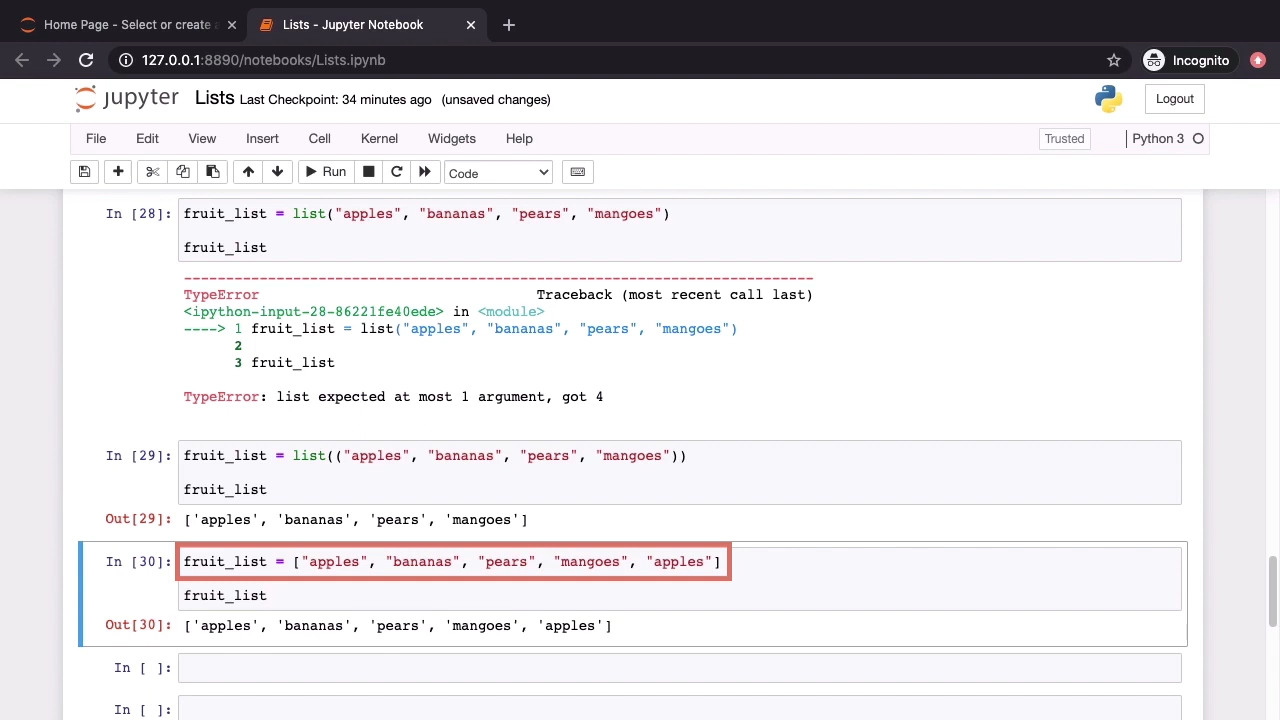 Home Page - Select or create
Lists - Jupyter Notebook
127.0.0.1:8890/notebooks/Lists.ipynb
Incognito
jupyter Lists Last Checkpoint: 34 minutes ago (unsaved changes)
Logout
File Edit View Insert Cell Kernel Widgets Help
Trusted
Python 3
Run
Code
In [28]: fruit_list = list("apples", "bananas", "pears", "mangoes")
fruit_list
---------------------------------------------------------------------------
TypeError                                 Traceback (most recent call last)
<ipython-input-28-86221fe40ede> in <module>
----> 1 fruit_list = list("apples", "bananas", "pears", "mangoes")
2
3 fruit_list
TypeError: list expected at most 1 argument, got 4
In [29]: fruit_list = list(("apples", "bananas", "pears", "mangoes"))
fruit_list
Out[29]: ['apples', 'bananas', 'pears', 'mangoes']
In [30]: fruit_list = ["apples", "bananas", "pears", "mangoes", "apples"]
fruit_list
Out[30]: ['apples', 'bananas', 'pears', 'mangoes', 'apples']
In [ ]:
In [ ]: